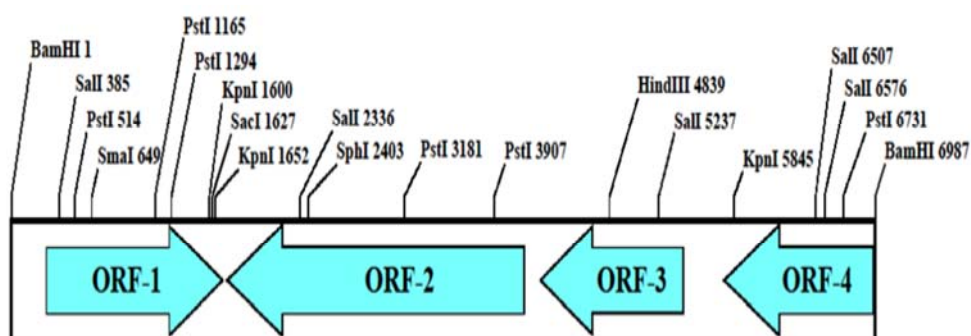 PstI 1165
BamHI 1
PstI 1294
SalI 6507
SalI 385
KpnI 1600
HindIII 4839
SalI 6576
PstI 514
SacI 1627
SalI 2336
SalI 5237
PstI 6731
SmaI 649
KpnI 1652
SphI 2403
PstI 3181
PstI 3907
KpnI 5845
BamHI 6987
ORF-1
ORF-2
ORF-3
ORF-4